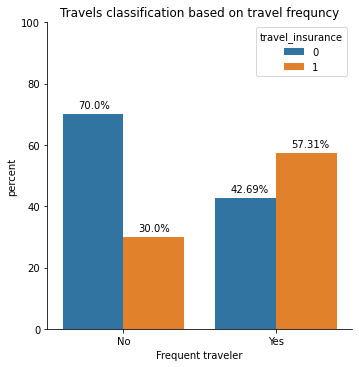 Travels classification based on travel frequncy
100
80
60
40
20
0
percent
travel_insurance
0
1
70.0%
30.0%
42.69%
57.31%
No
Yes
Frequent traveler